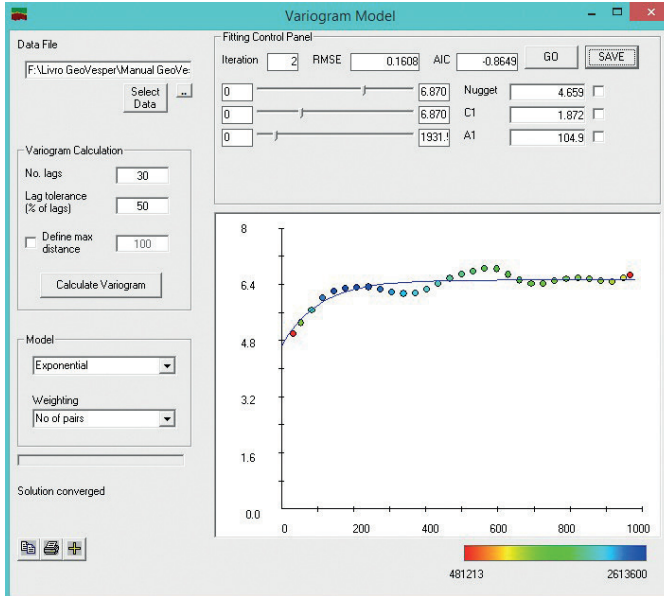 Variogram Model
Data File
F:\Livro GeoVesper\Manual GeoVe
Select Data
..
Fitting Control Panel
Iteration 2 RMSE 0.1608 AIC -0.8649 GO SAVE
0 6.870 Nugget 4.659
0 6.870 C1 1.872
0 1931. A1 104.9
Variogram Calculation
No. lags 30
Lag tolerance (% of lags) 50
Define max distance 100
Calculate Variogram
Model
Exponential
Weighting
No of pairs
Solution converged
8
6.4
4.8
3.2
1.6
0.0
0 200 400 600 800 1000
481213 2613600